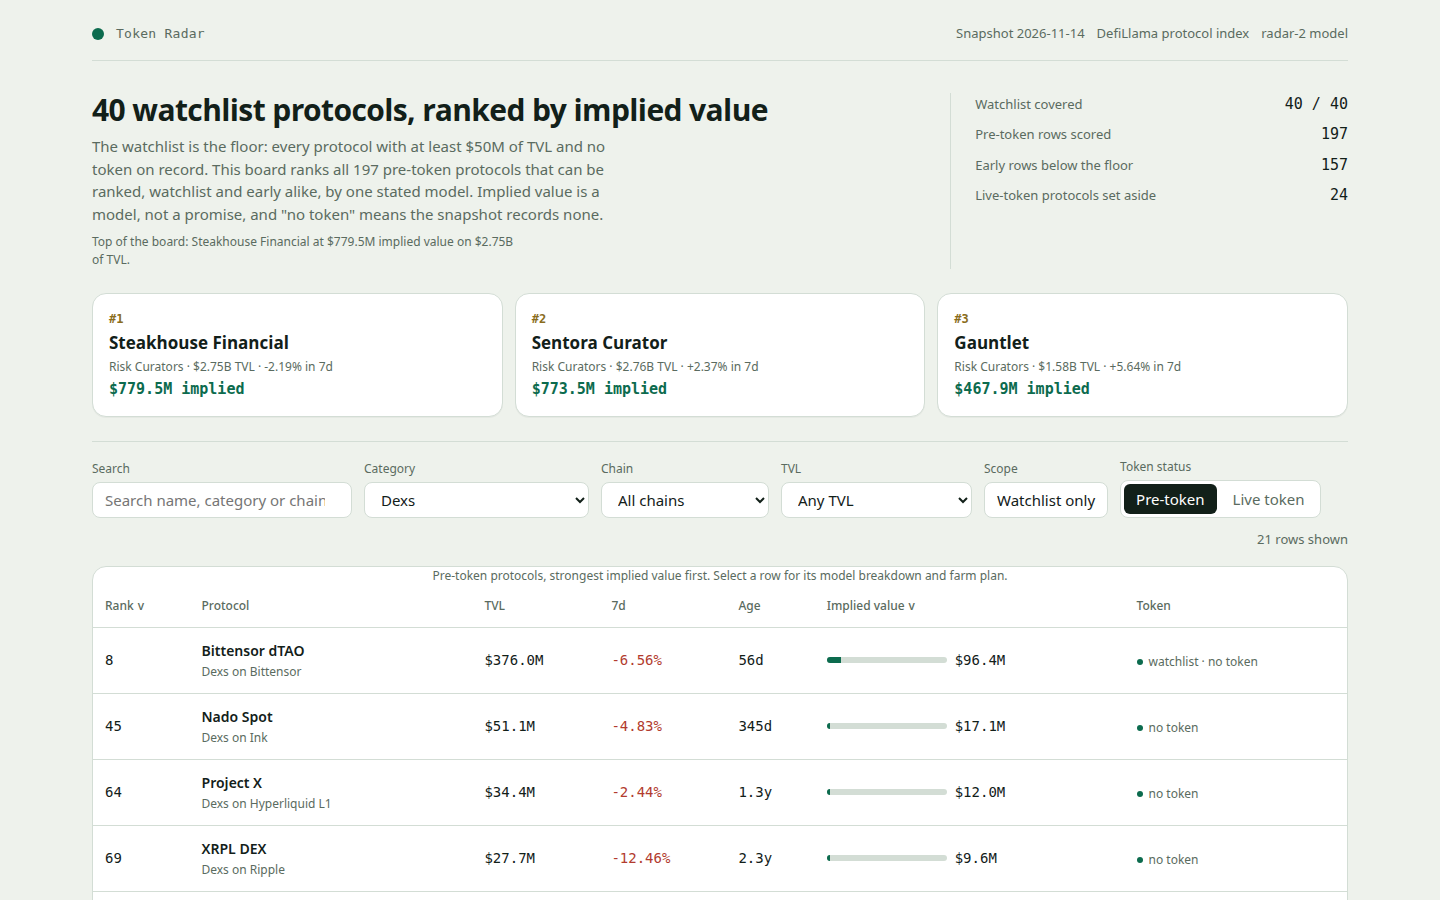 Token Radar
Snapshot 2026-11-14 DefiLlama protocol index radar-2 model
40 watchlist protocols, ranked by implied value
The watchlist is the floor: every protocol with at least $50M of TVL and no
token on record. This board ranks all 197 pre-token protocols that can be
ranked, watchlist and early alike, by one stated model. Implied value is a
model, not a promise, and "no token" means the snapshot records none.
Top of the board: Steakhouse Financial at $779.5M implied value on $2.75B
of TVL.
Watchlist covered 40 / 40
Pre-token rows scored 197
Early rows below the floor 157
Live-token protocols set aside 24
#1
Steakhouse Financial
Risk Curators · $2.75B TVL · -2.19% in 7d
$779.5M implied
#2
Sentora Curator
Risk Curators · $2.76B TVL · +2.37% in 7d
$773.5M implied
#3
Gauntlet
Risk Curators · $1.58B TVL · +5.64% in 7d
$467.9M implied
Search Category Chain TVL Scope Token status
Search name, category or chain Dexs All chains Any TVL Watchlist only Pre-token Live token
21 rows shown
Pre-token protocols, strongest implied value first. Select a row for its model breakdown and farm plan.
Rank v Protocol TVL 7d Age Implied value v Token
8 Bittensor dTAO $376.0M -6.56% 56d $96.4M watchlist · no token
Dexs on Bittensor
45 Nado Spot $51.1M -4.83% 345d $17.1M no token
Dexs on Ink
64 Project X $34.4M -2.44% 1.3y $12.0M no token
Dexs on Hyperliquid L1
69 XRPL DEX $27.7M -12.46% 2.3y $9.6M no token
Dexs on Ripple